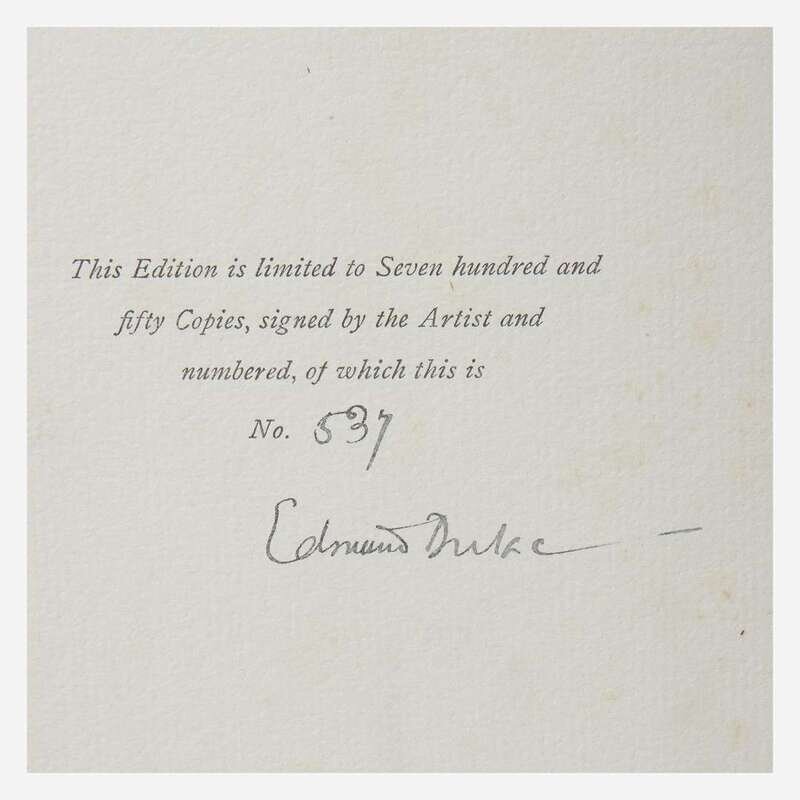 This Edition is limited to Seven hundred and
fifty Copies, signed by the Artist and
numbered, of which this is
No. 537
Edmund Dulac